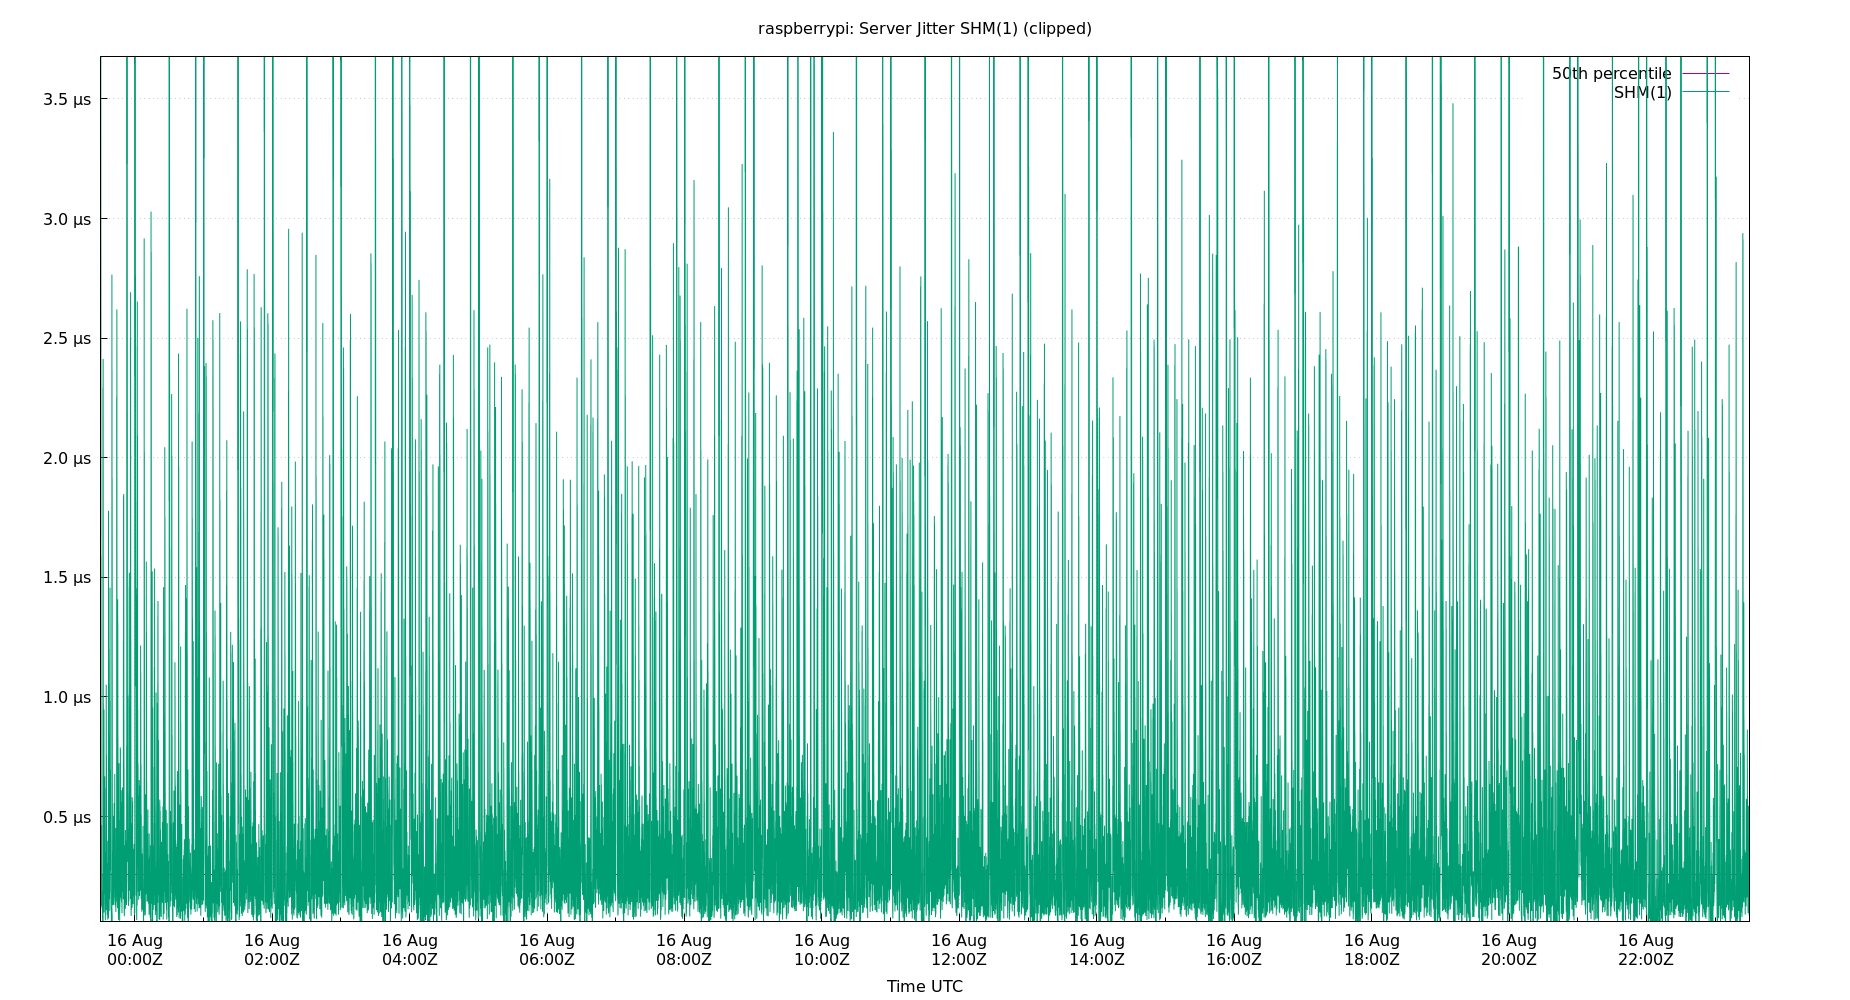 raspberrypi: Server Jitter SHM(1) (clipped)
50th percentile
SHM(1)
3.5 µs
3.0 µs
2.5 µs
2.0 µs
1.5 µs
1.0 µs
0.5 µs
16 Aug 16 Aug 16 Aug 16 Aug 16 Aug 16 Aug 16 Aug 16 Aug 16 Aug 16 Aug 16 Aug 16 Aug
00:00Z 02:00Z 04:00Z 06:00Z 08:00Z 10:00Z 12:00Z 14:00Z 16:00Z 18:00Z 20:00Z 22:00Z
Time UTC